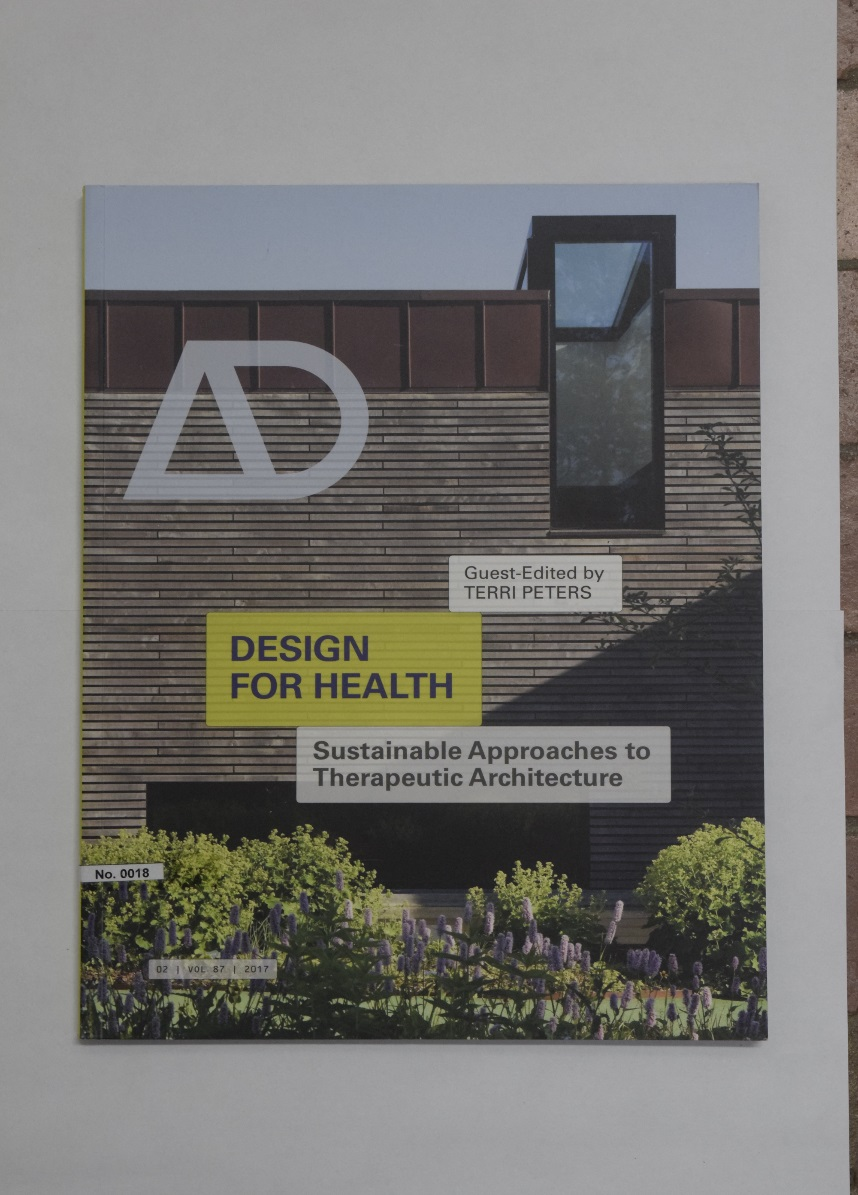 AD
Guest-Edited by
TERRI PETERS
DESIGN
FOR HEALTH
Sustainable Approaches to
Therapeutic Architecture
No. 0018
02 | VOL 87 | 2017